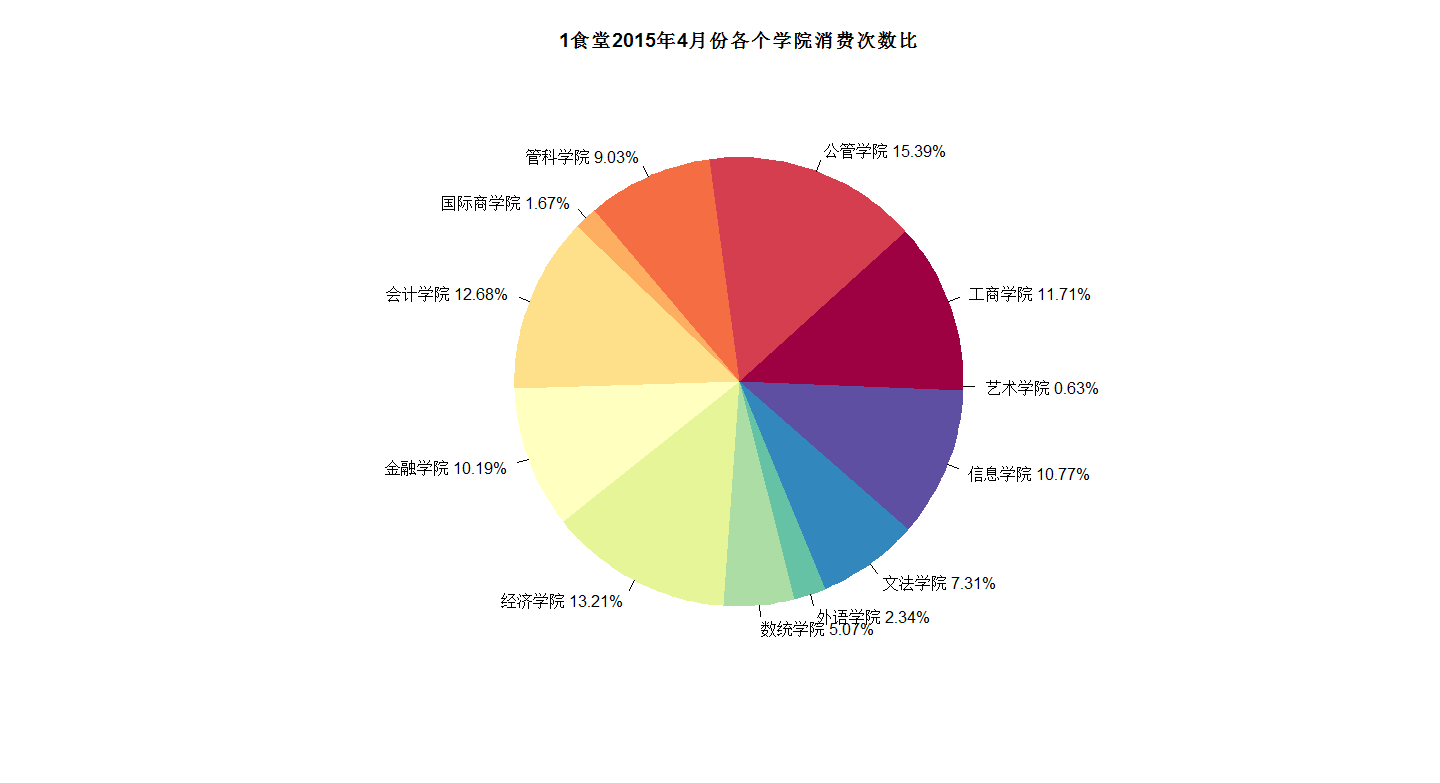 1食堂2015年4月份各个学院消费次数比
公管学院 15.39%
管科学院 9.03%
国际商学院 1.67%
工商学院 11.71%
会计学院 12.68%
艺术学院 0.63%
金融学院 10.19%
信息学院 10.77%
文法学院 7.31%
经济学院 13.21%
外语学院 2.34%
数统学院 5.07%